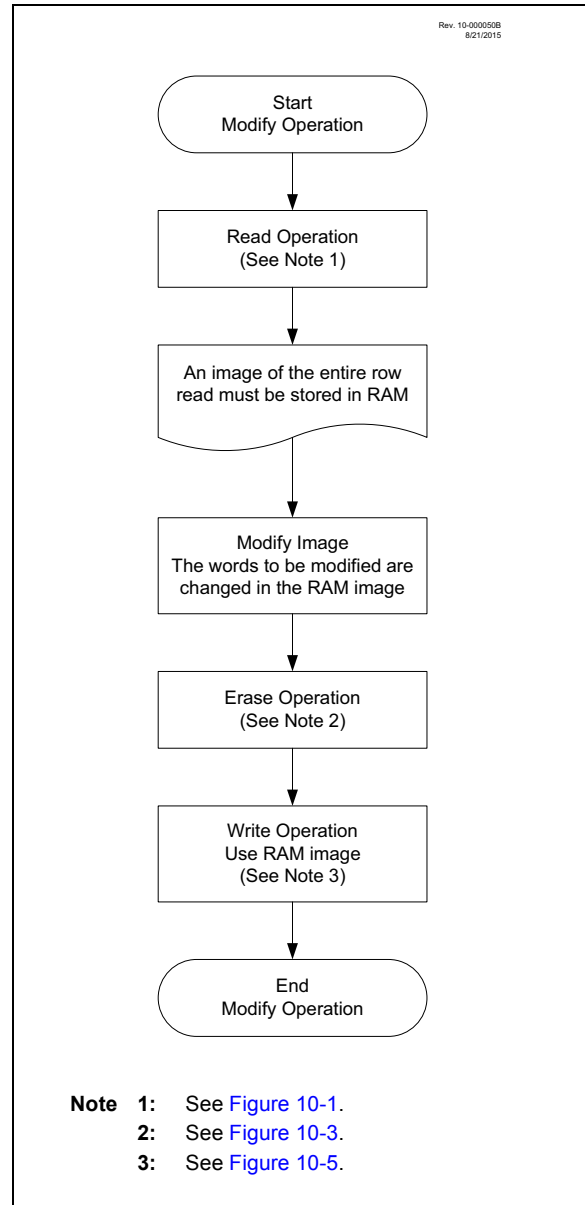 Rev. 10-000050B
8/21/2015
Start
Modify Operation
Read Operation
(See Note 1)
An image of the entire row
read must be stored in RAM
Modify Image
The words to be modified are
changed in the RAM image
Erase Operation
(See Note 2)
Write Operation
Use RAM image
(See Note 3)
End
Modify Operation
Note 1: See Figure 10-1.
2: See Figure 10-3.
3: See Figure 10-5.